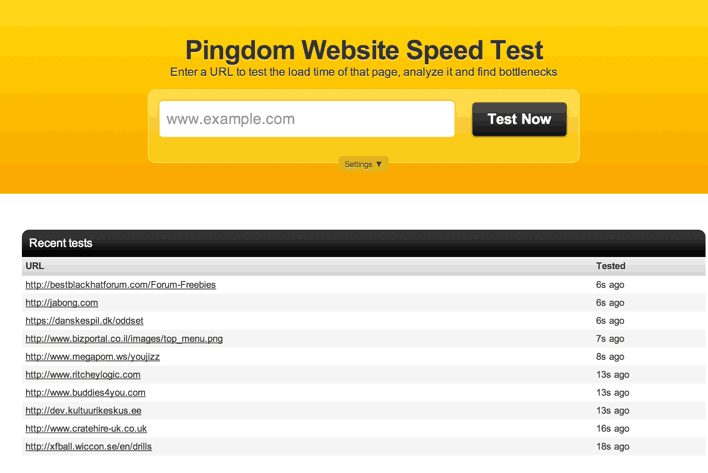 Pingdom Website Speed Test
Enter a URL to test the load time of that page, analyze it and find bottlenecks
www.example.com Test Now
Settings ▼
Recent tests
URL Tested
http://bestblackhatforum.com/Forum-Freebies 6s ago
http://jabong.com 6s ago
https://danskespil.dk/oddset 6s ago
http://www.bizportal.co.il/images/top_menu.png 7s ago
http://www.megaporn.ws/youjizz 8s ago
http://www.ritcheylogic.com 13s ago
http://www.buddies4you.com 13s ago
http://dev.kultuurikeskus.ee 13s ago
http://www.cratehire-uk.co.uk 16s ago
http://xfball.wiccon.se/en/drills 18s ago